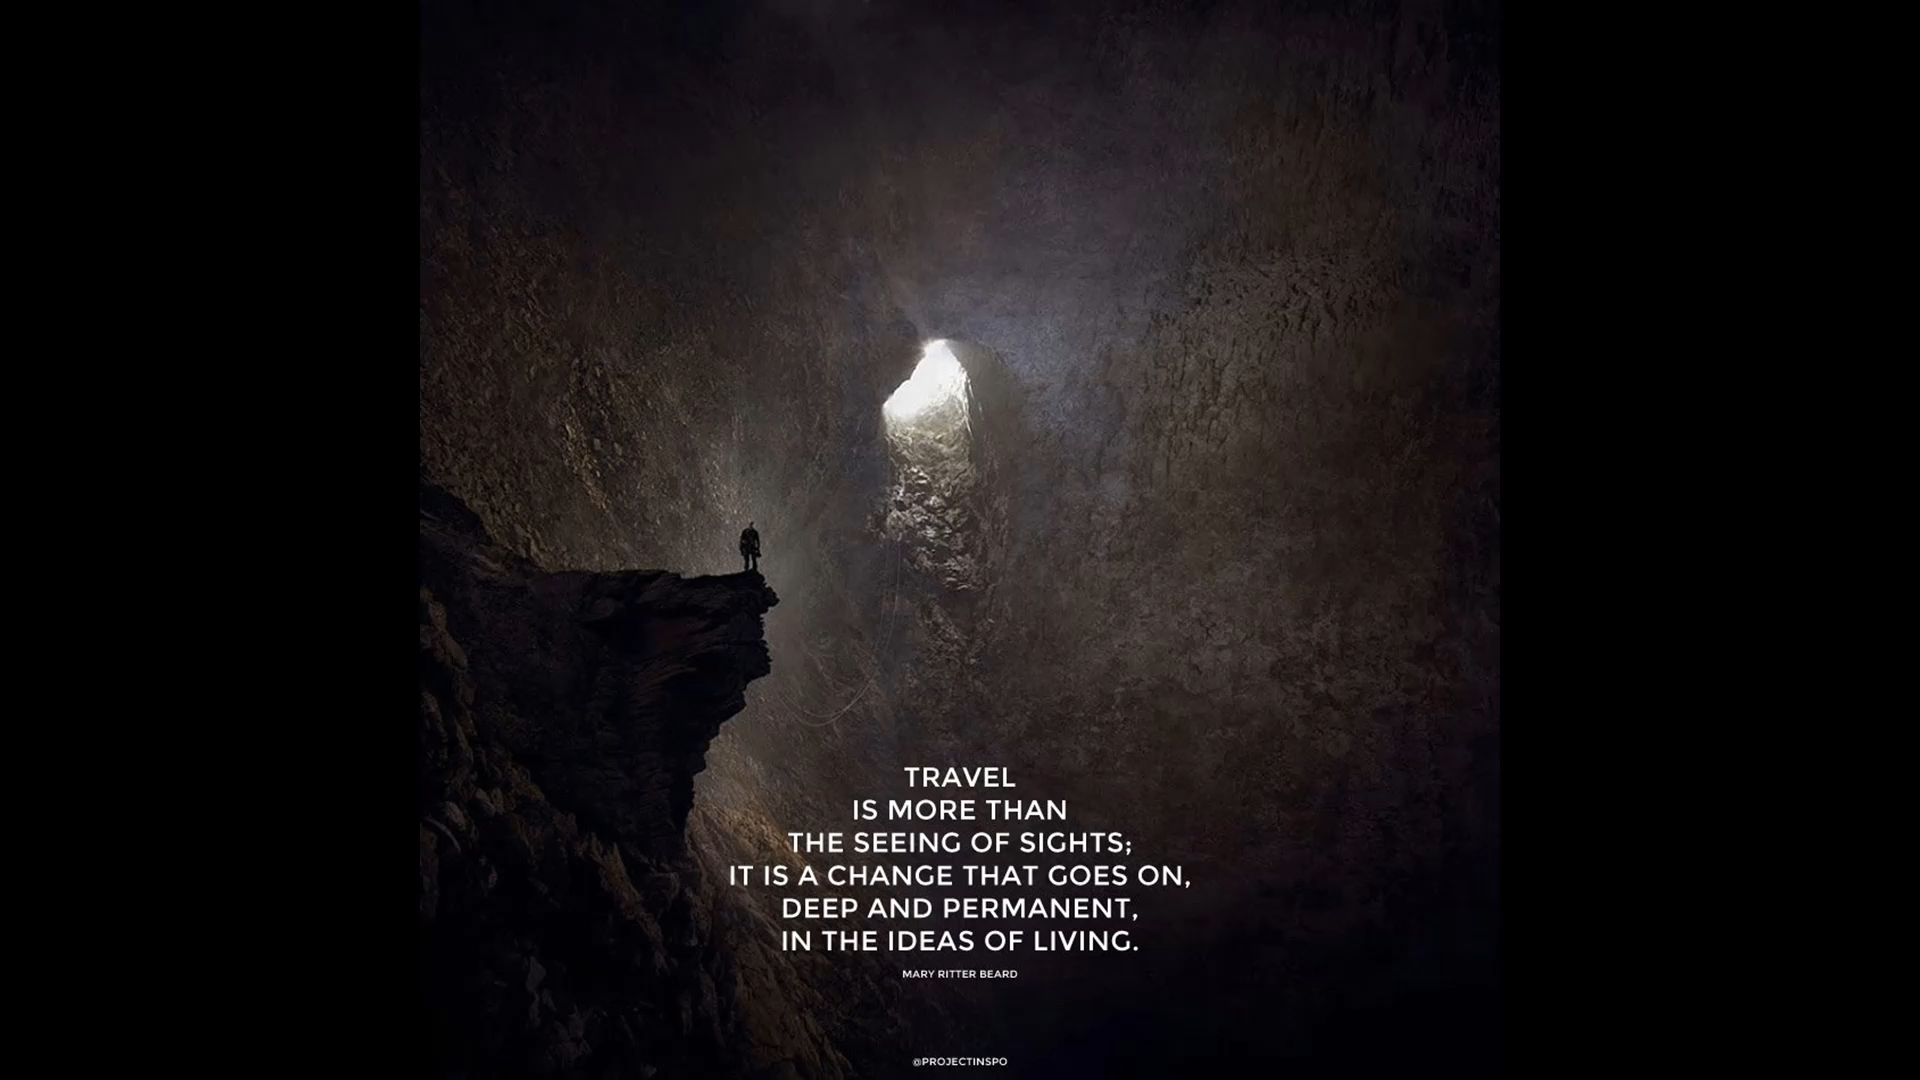 TRAVEL
IS MORE THAN
THE SEEING OF SIGHTS;
IT IS A CHANGE THAT GOES ON,
DEEP AND PERMANENT,
IN THE IDEAS OF LIVING.
MARY RITTER BEARD
@PROJECTINSPO